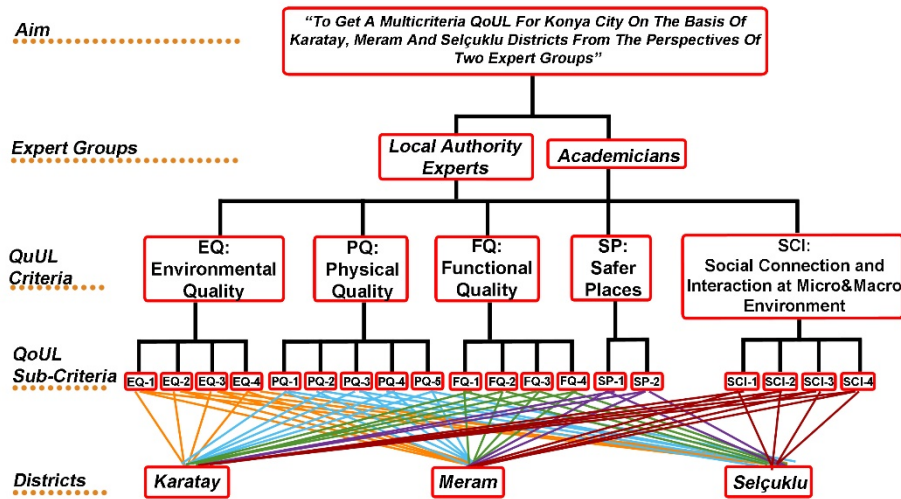 Aim
“To Get A Multicriteria QoUL For Konya City On The Basis Of
Karatay, Meram And Selçuklu Districts From The Perspectives Of
Two Expert Groups”
Expert Groups
Local Authority
Experts
Academicians
QuUL
Criteria
EQ:
Environmental
Quality
PQ:
Physical
Quality
FQ:
Functional
Quality
SP:
Safer
Places
SCI:
Social Connection and
Interaction at Micro&Macro
Environment
QoUL
Sub-Criteria
EQ-1 EQ-2 EQ-3 EQ-4 PQ-1 PQ-2 PQ-3 PQ-4 PQ-5 FQ-1 FQ-2 FQ-3 FQ-4 SP-1 SP-2 SCI-1 SCI-2 SCI-3 SCI-4
Districts
Karatay
Meram
Selçuklu